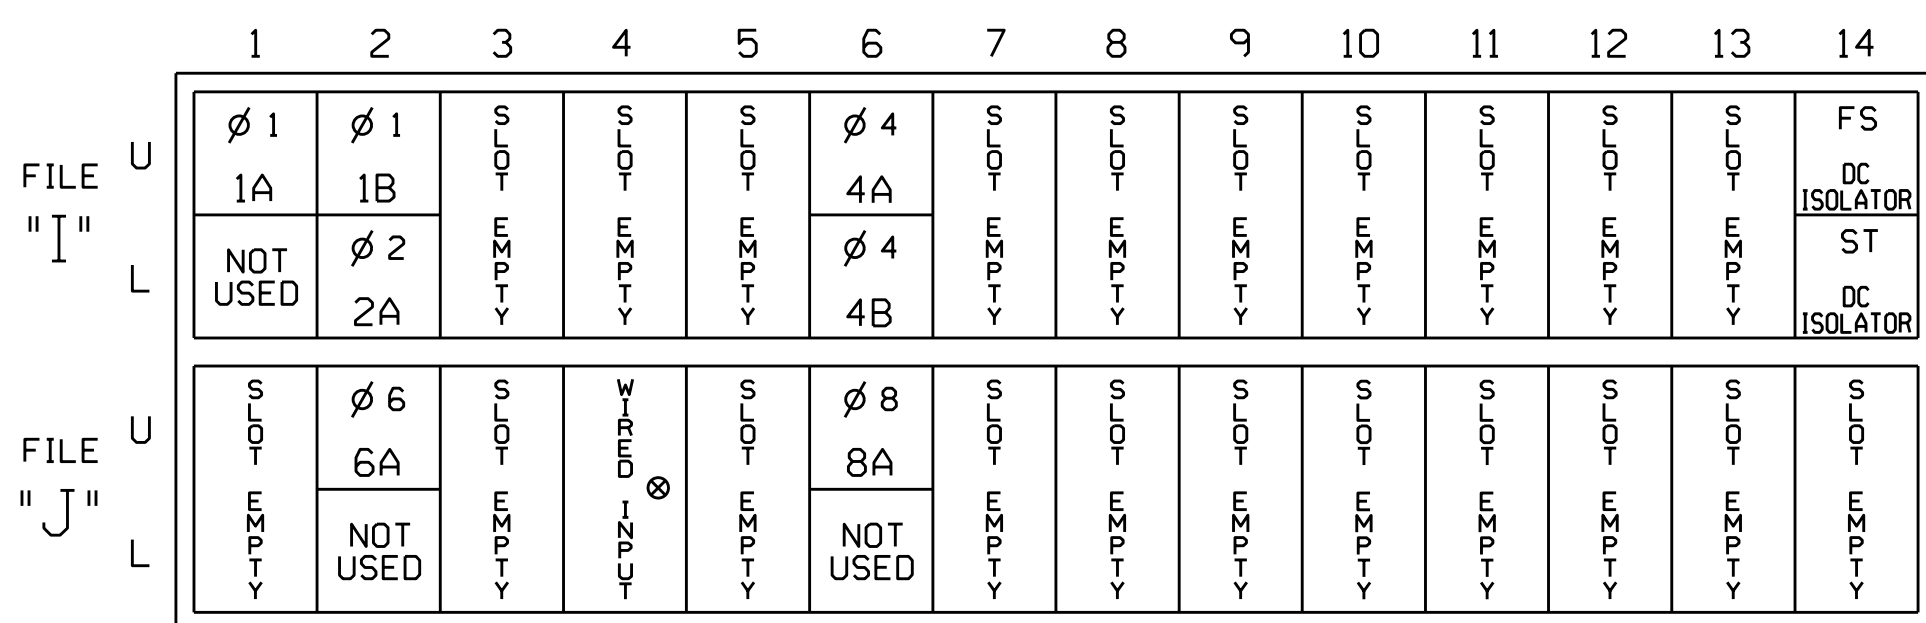 1 2 3 4 5 6 7 8 9 10 11 12 13 14
FILE "I"
U
L
Ø 1
1A
NOT
USED
Ø 1
1B
Ø 2
2A
SLOT EMPTY
SLOT EMPTY
SLOT EMPTY
Ø 4
4A
Ø 4
4B
SLOT EMPTY
SLOT EMPTY
SLOT EMPTY
SLOT EMPTY
SLOT EMPTY
SLOT EMPTY
SLOT EMPTY
FS
DC
ISOLATOR
ST
DC
ISOLATOR
FILE "J"
U
L
SLOT EMPTY
Ø 6
6A
NOT
USED
SLOT EMPTY
WIRED INPUT ⊗
SLOT EMPTY
Ø 8
8A
NOT
USED
SLOT EMPTY
SLOT EMPTY
SLOT EMPTY
SLOT EMPTY
SLOT EMPTY
SLOT EMPTY
SLOT EMPTY
SLOT EMPTY